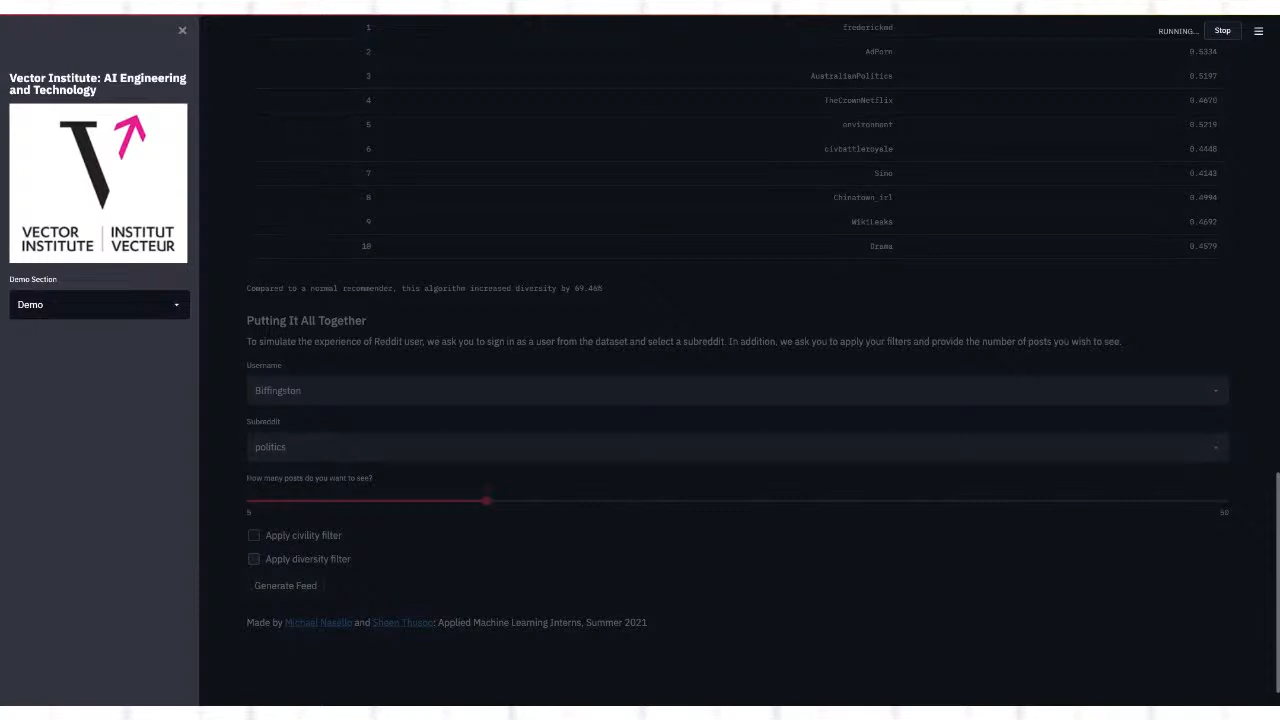 ×
Vector Institute: AI Engineering
and Technology
VECTOR
INSTITUTE
INSTITUT
VECTEUR
Demo Section
Demo
RUNNING...
Stop
1 frederickmd
2 AdPorn 0.5334
3 AustralianPolitics 0.5197
4 TheCrownNetflix 0.4670
5 environment 0.5219
6 civbattleroyale 0.4448
7 Sino 0.4143
8 Chinatown_irl 0.4994
9 WikiLeaks 0.4692
10 Drama 0.4579
Compared to a normal recommender, this algorithm increased diversity by 69.46%
Putting It All Together
To simulate the experience of Reddit user, we ask you to sign in as a user from the dataset and select a subreddit. In addition, we ask you to apply your filters and provide the number of posts you wish to see.
Username
Biffingston
Subreddit
politics
How many posts do you want to see?
5 50
Apply civility filter
Apply diversity filter
Generate Feed
Made by Michael Nasello and : Applied Machine Learning Interns, Summer 2021